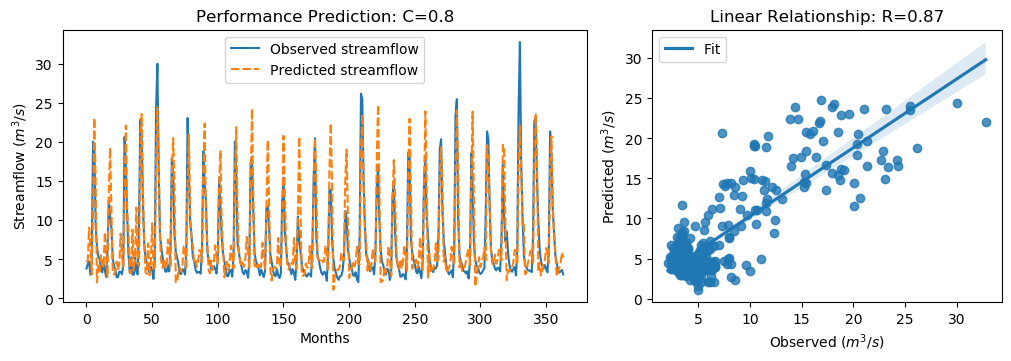 Performance Prediction: C=0.8
Observed streamflow
Predicted streamflow
Streamflow (m³/s)
30
25
20
15
10
5
0
0 50 100 150 200 250 300 350
Months
Linear Relationship: R=0.87
Fit
Predicted (m³/s)
30
25
20
15
10
5
0
5 10 15 20 25 30
Observed (m³/s)